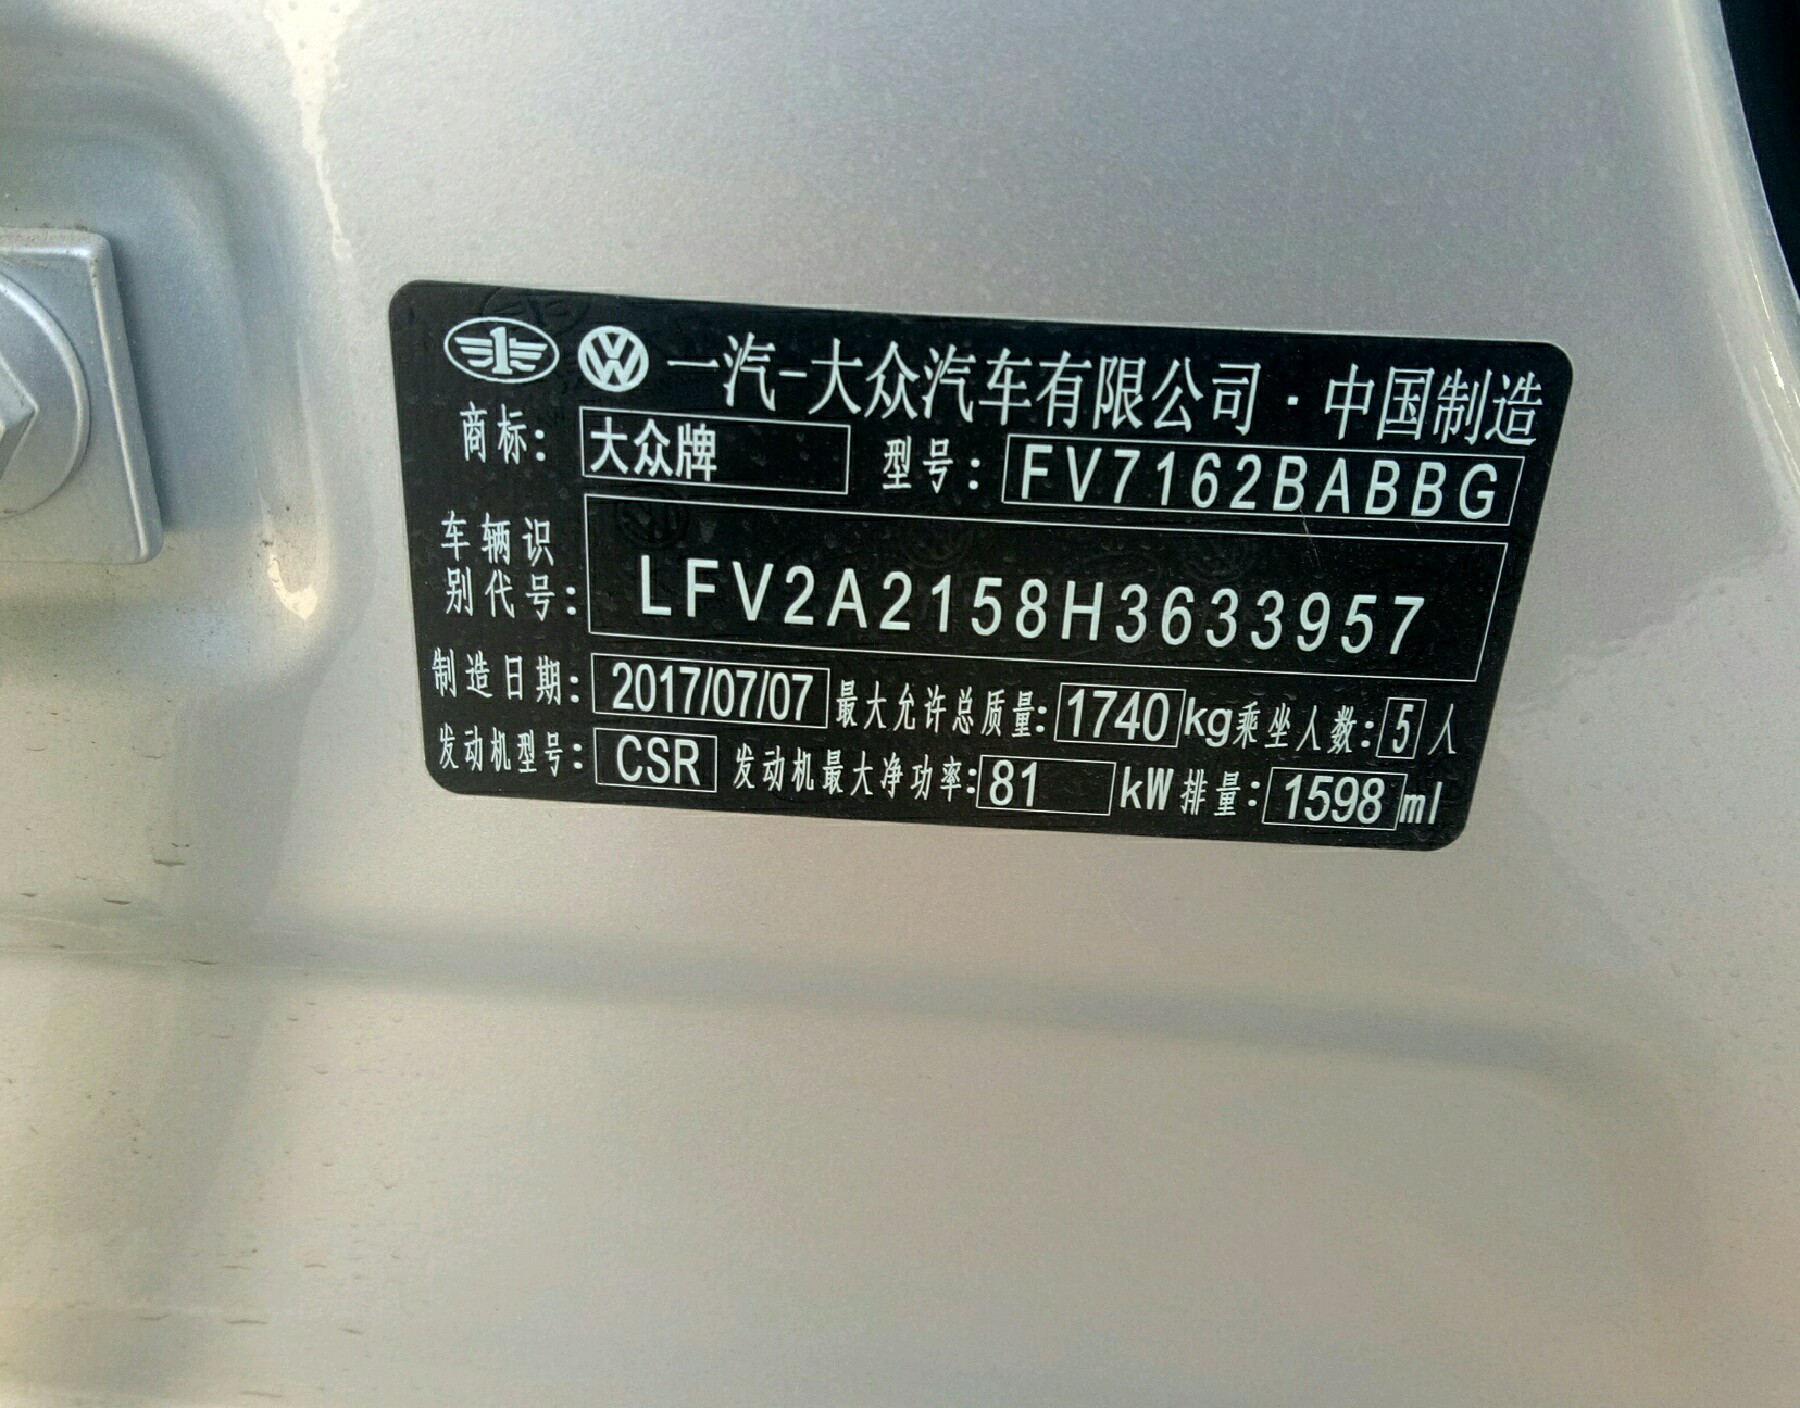 一汽-大众汽车有限公司·中国制造
商标: 大众牌 型号: FV7162BABBG
车辆识别代号: LFV2A2158H3633957
制造日期: 2017/07/07 最大允许总质量: 1740 kg 乘坐人数: 5 人
发动机型号: CSR 发动机最大净功率: 81 kW 排量: 1598 ml